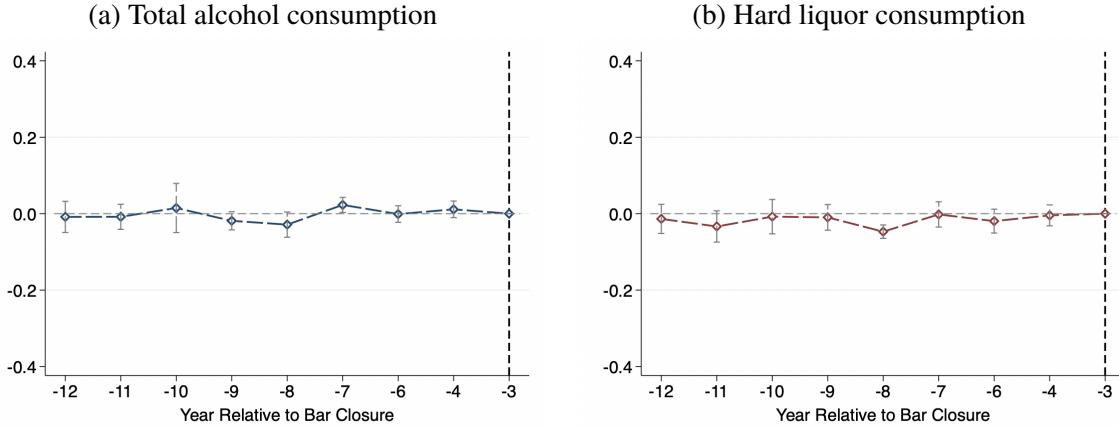 (a) Total alcohol consumption
0.4
0.2
0.0
-0.2
-0.4
-12 -11 -10 -9 -8 -7 -6 -4 -3
Year Relative to Bar Closure
(b) Hard liquor consumption
0.4
0.2
0.0
-0.2
-0.4
-12 -11 -10 -9 -8 -7 -6 -4 -3
Year Relative to Bar Closure